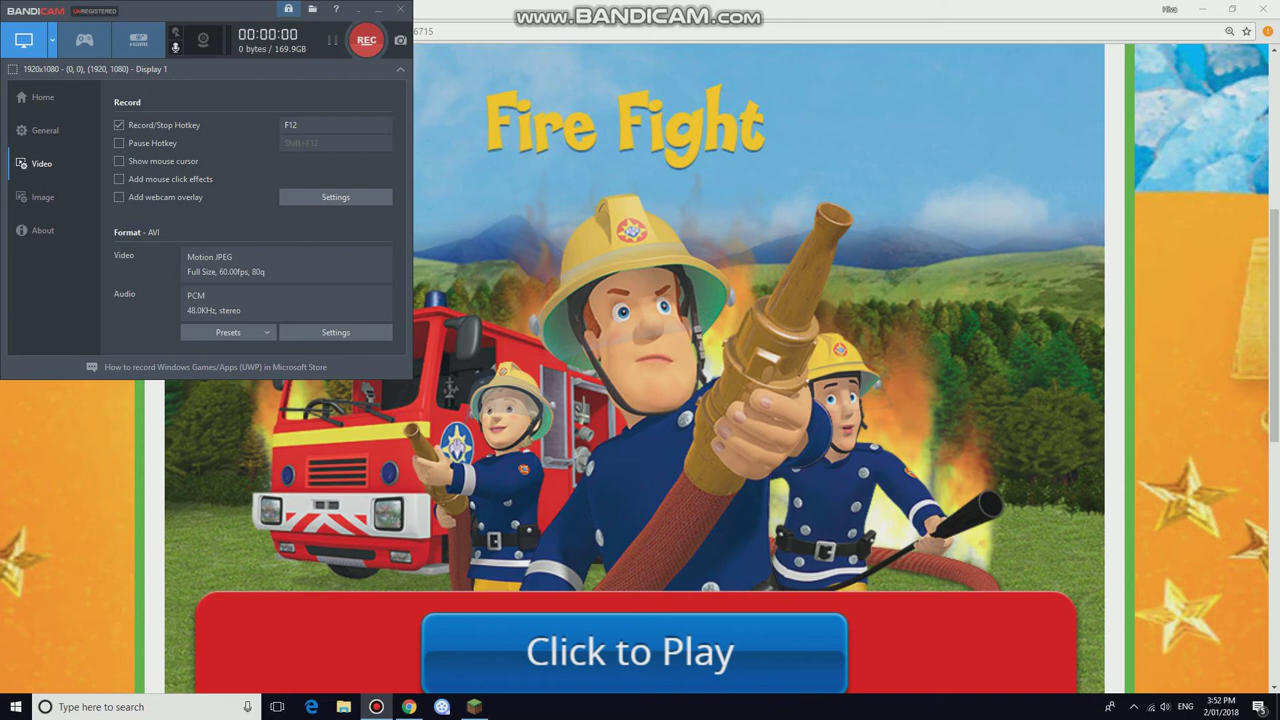 BANDICAM UNREGISTERED
www.BANDICAM.com
Hiva
HDMI
00:00:00
0 bytes / 169.9GB
REC
6715
1920x1080 - (0, 0), (1920, 1080) - Display 1
Home
General
Video
Image
About
Record
Record/Stop Hotkey
F12
Pause Hotkey
Shift+F12
Show mouse cursor
Add mouse click effects
Add webcam overlay
Settings
Format - AVI
Video
Motion JPEG
Full Size, 60.00fps, 80q
Audio
PCM
48.0KHz, stereo
Presets
Settings
How to record Windows Games/Apps (UWP) in Microsoft Store
Fire Fight
Click to Play
Type here to search
ENG
3:52 PM
2/01/2018
5